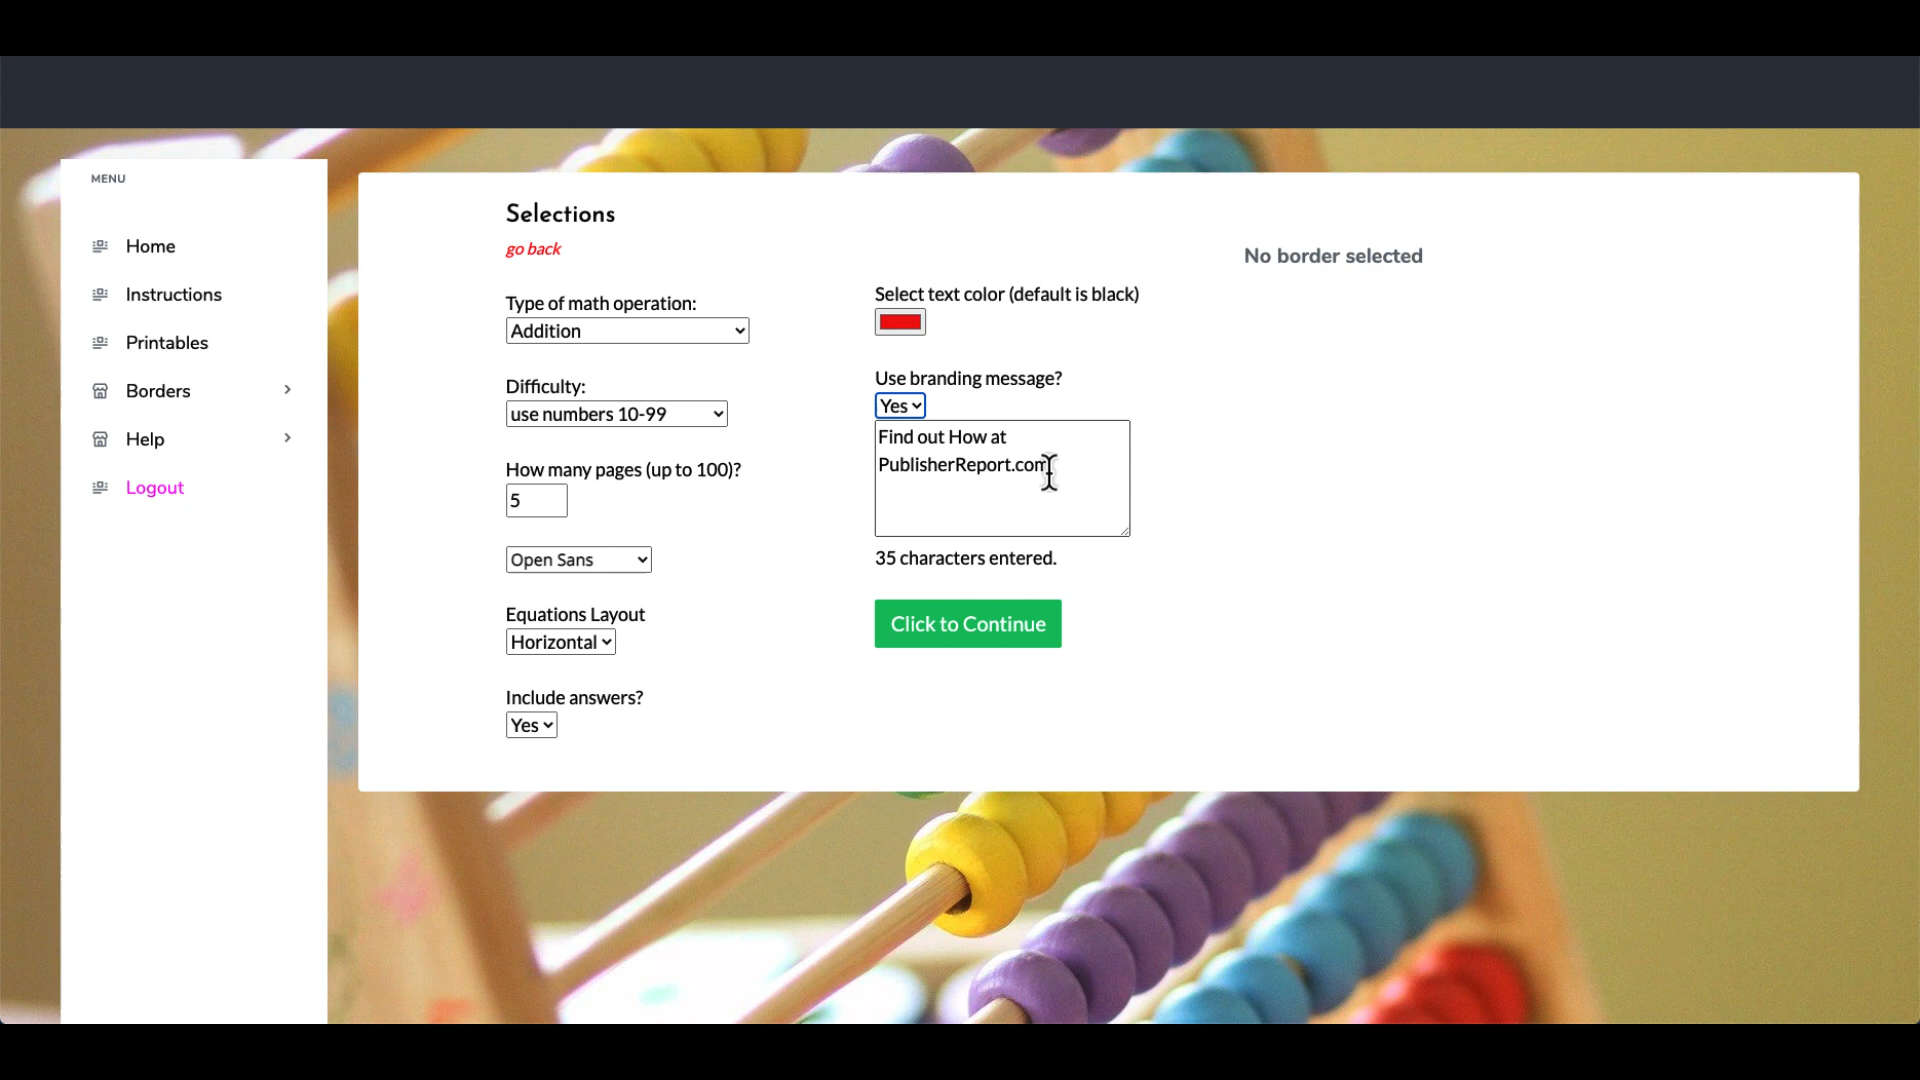 MENU
Home
Instructions
Printables
Borders
Help
Logout
Selections
go back
Type of math operation:
Addition
Difficulty:
use numbers 10-99
How many pages (up to 100)?
5
Open Sans
Equations Layout
Horizontal
Include answers?
Yes
Select text color (default is black)
Use branding message?
Yes
Find out How at
PublisherReport.com
35 characters entered.
Click to Continue
No border selected